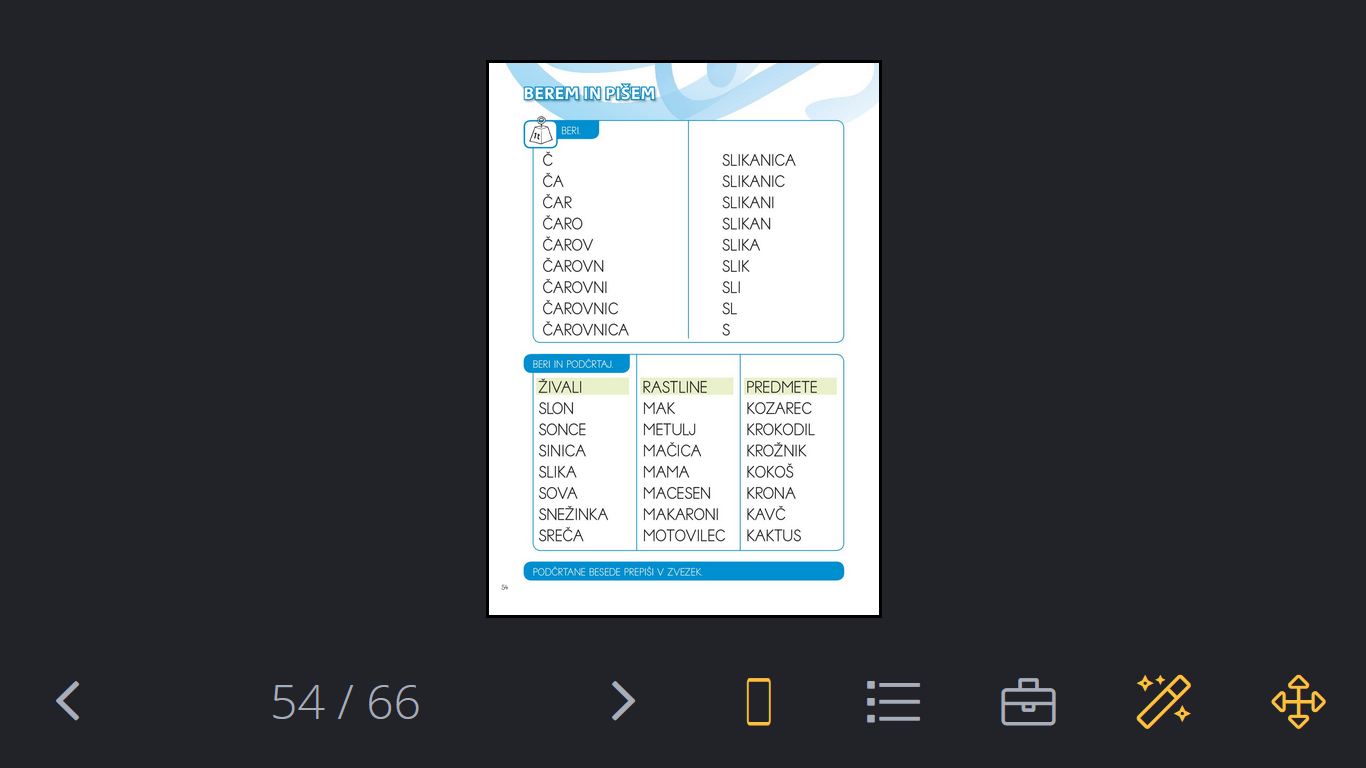 BEREM IN PIŠEM
1t
BERI.
Č
ČA
ČAR
ČARO
ČAROV
ČAROVN
ČAROVNI
ČAROVNIC
ČAROVNICA
SLIKANICA
SLIKANIC
SLIKANI
SLIKAN
SLIKA
SLIK
SLI
SL
S
BERI IN PODČRTAJ.
ŽIVALI
SLON
SONCE
SINICA
SLIKA
SOVA
SNEŽINKA
SREČA
RASTLINE
MAK
METULJ
MAČICA
MAMA
MACESEN
MAKARONI
MOTOVILEC
PREDMETE
KOZAREC
KROKODIL
KROŽNIK
KOKOŠ
KRONA
KAVČ
KAKTUS
PODČRTANE BESEDE PREPIŠI V ZVEZEK.
54
54 / 66